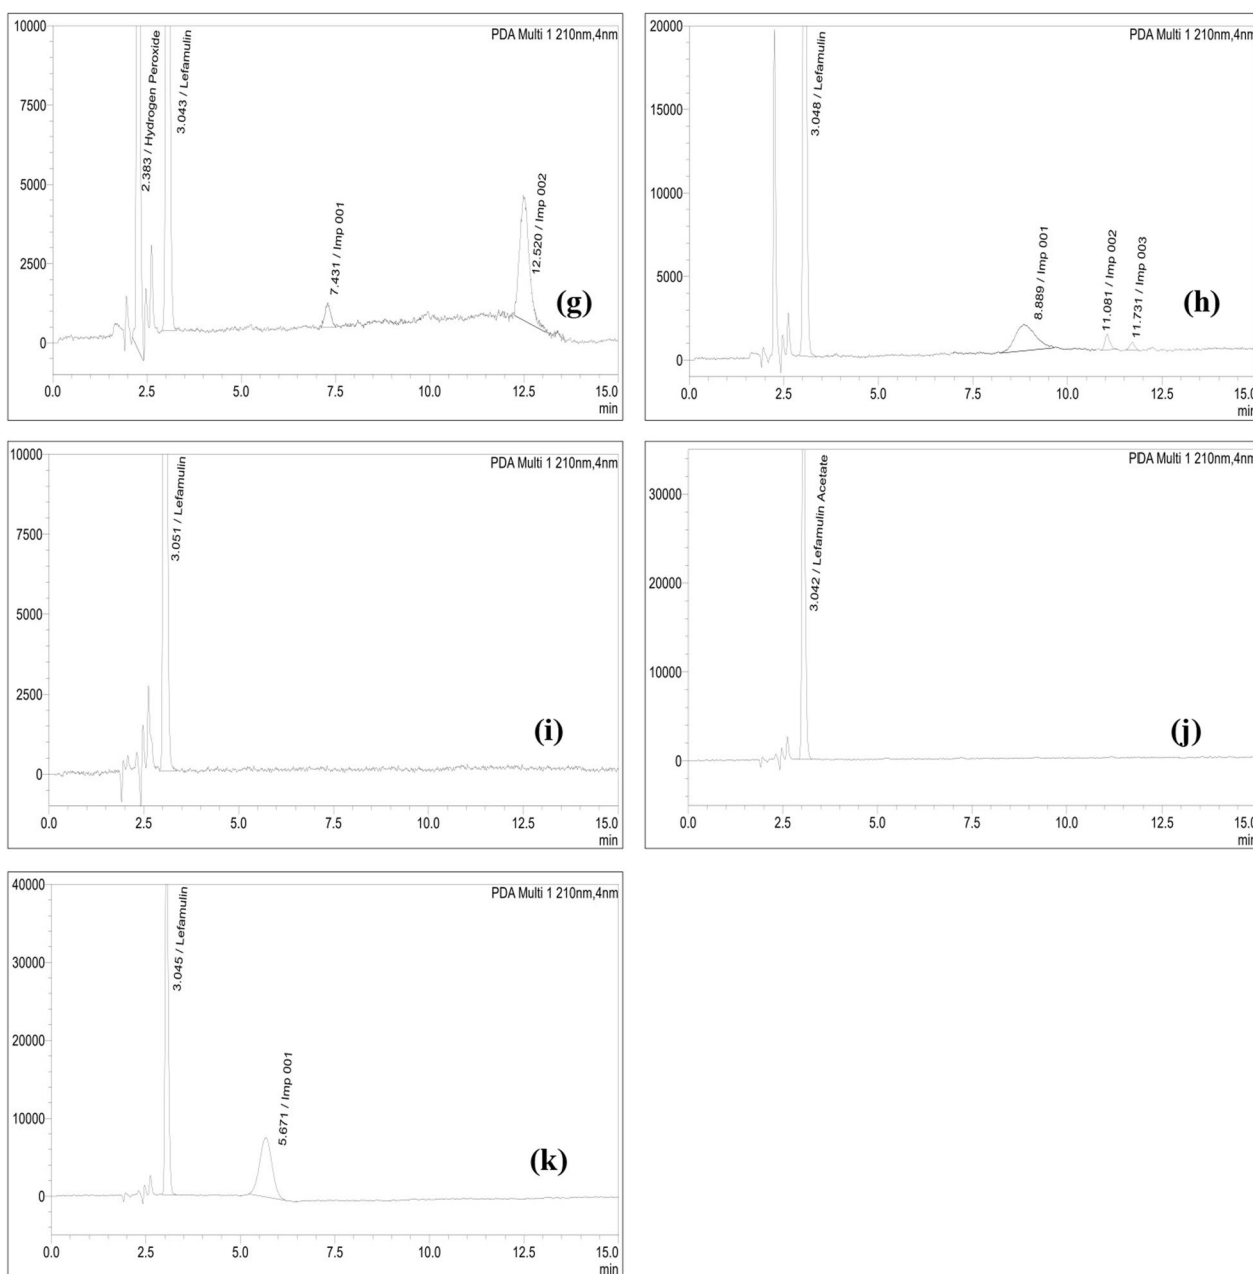 10000
7500
5000
2500
0
PDA Multi 1 210nm,4nm
2.383 / Hydrogen Peroxide
3.043 / Lefamulin
7.431 / Imp 001
12.520 / Imp 002
(g)
0.0 2.5 5.0 7.5 10.0 12.5 15.0
min
20000
15000
10000
5000
0
PDA Multi 1 210nm,4nm
3.048 / Lefamulin
8.889 / Imp 001
11.081 / Imp 002
11.731 / Imp 003
(h)
0.0 2.5 5.0 7.5 10.0 12.5 15.0
min
10000
7500
5000
2500
0
PDA Multi 1 210nm,4nm
3.051 / Lefamulin
(i)
0.0 2.5 5.0 7.5 10.0 12.5 15.0
min
30000
20000
10000
0
PDA Multi 1 210nm,4nm
3.042 / Lefamulin Acetate
(j)
0.0 2.5 5.0 7.5 10.0 12.5 15.0
min
40000
30000
20000
10000
0
PDA Multi 1 210nm,4nm
3.045 / Lefamulin
5.671 / Imp 001
(k)
0.0 2.5 5.0 7.5 10.0 12.5 15.0
min